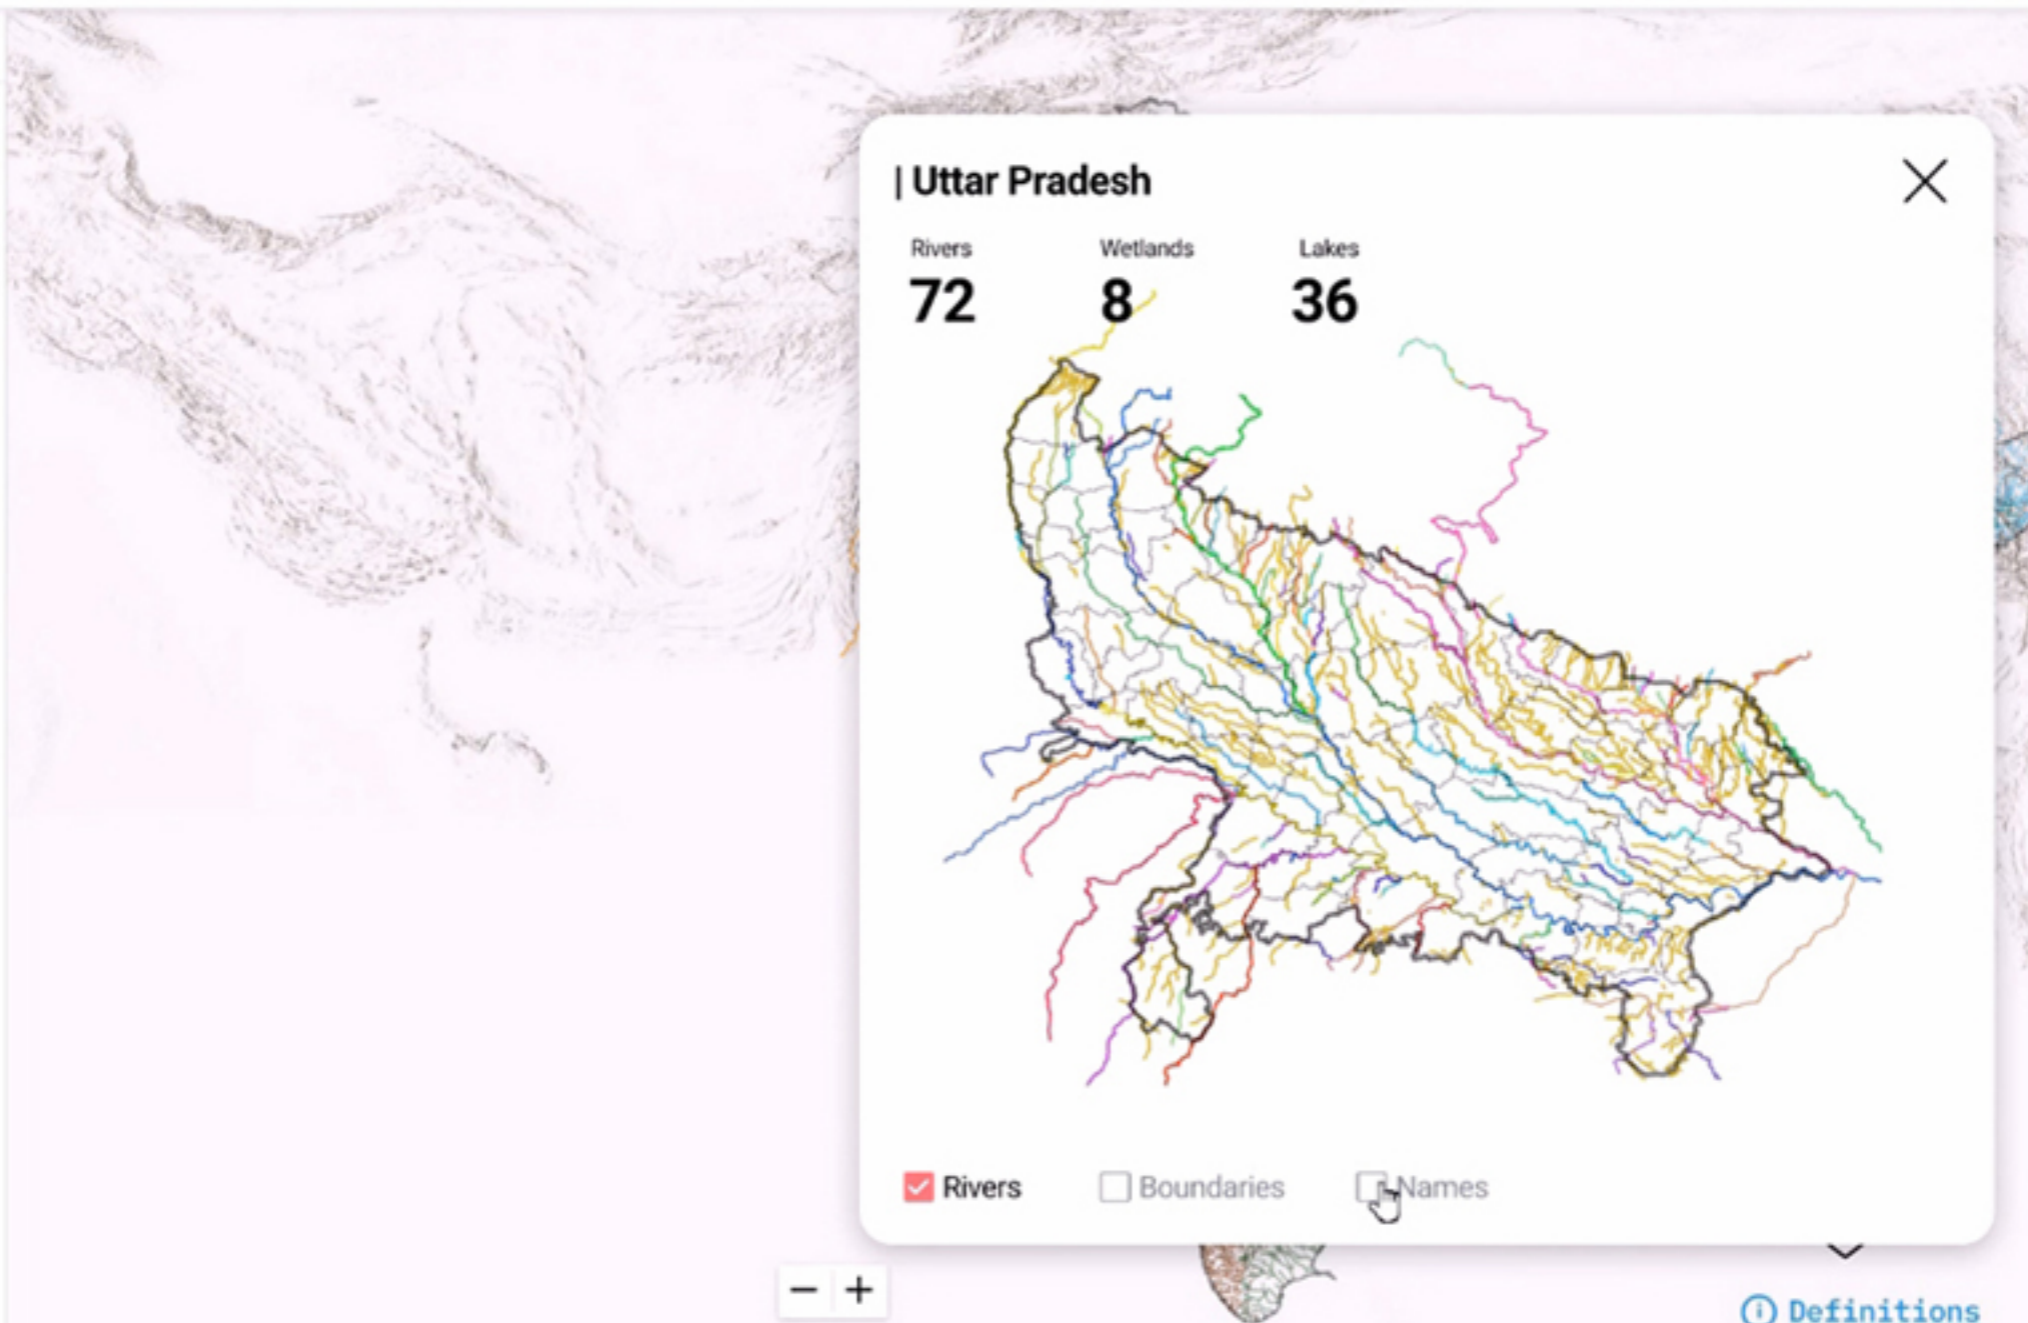 | Uttar Pradesh
Rivers Wetlands Lakes
72 8 36
Rivers Boundaries Names
− +
Definitions